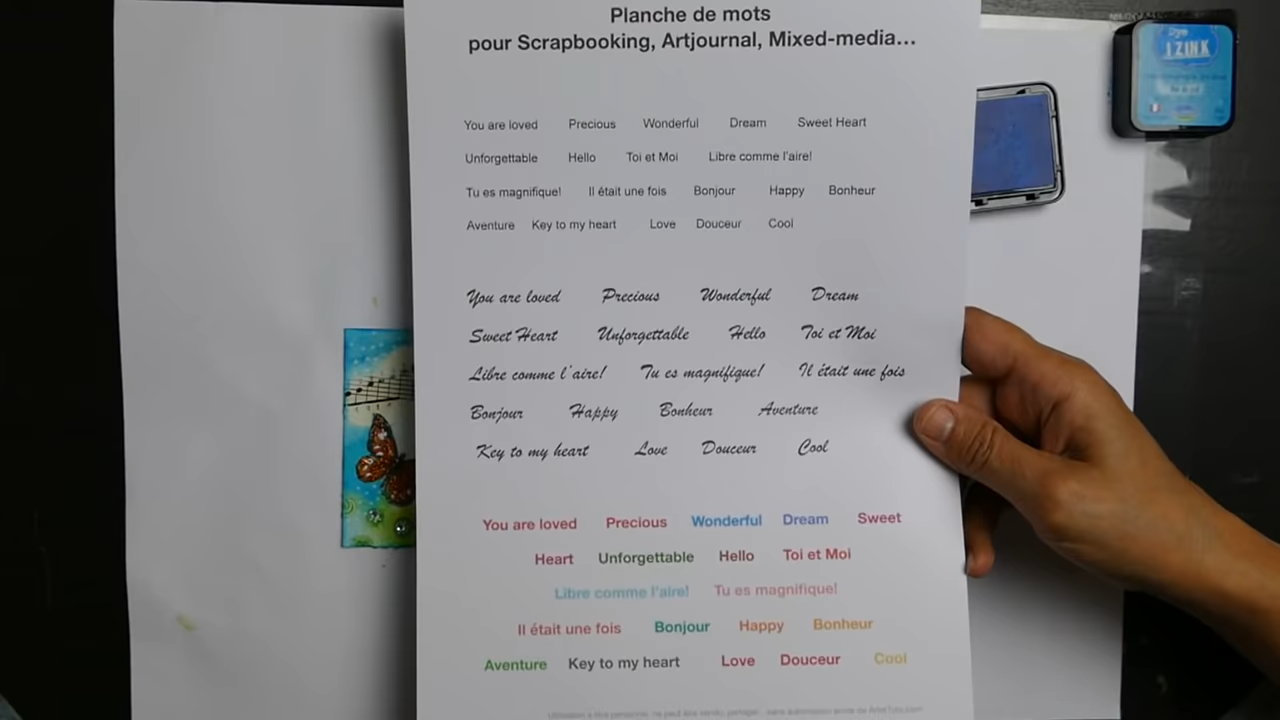 Planche de mots
pour Scrapbooking, Artjournal, Mixed-media...
Dye
IZINK
You are loved Precious Wonderful Dream Sweet Heart
Unforgettable Hello Toi et Moi Libre comme l'aire!
Tu es magnifique! Il était une fois Bonjour Happy Bonheur
Aventure Key to my heart Love Douceur Cool
You are loved Precious Wonderful Dream
Sweet Heart Unforgettable Hello Toi et Moi
Libre comme l'aire! Tu es magnifique! Il était une fois
Bonjour Happy Bonheur Aventure
Key to my heart Love Douceur Cool
You are loved Precious Wonderful Dream Sweet
Heart Unforgettable Hello Toi et Moi
Libre comme l'aire! Tu es magnifique!
Il était une fois Bonjour Happy Bonheur
Aventure Key to my heart Love Douceur Cool